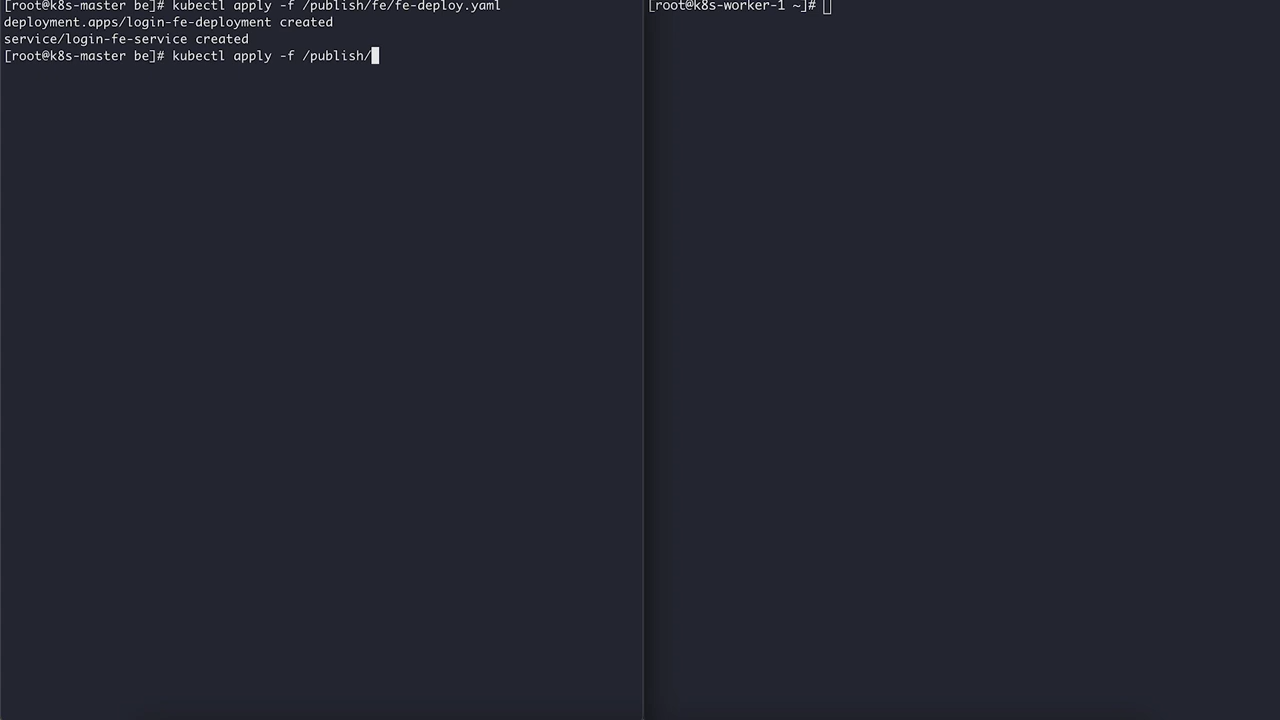 [root@k8s-master be]# kubectl apply -f /publish/fe/fe-deploy.yaml
deployment.apps/login-fe-deployment created
service/login-fe-service created
[root@k8s-master be]# kubectl apply -f /publish/
[root@k8s-worker-1 ~]#